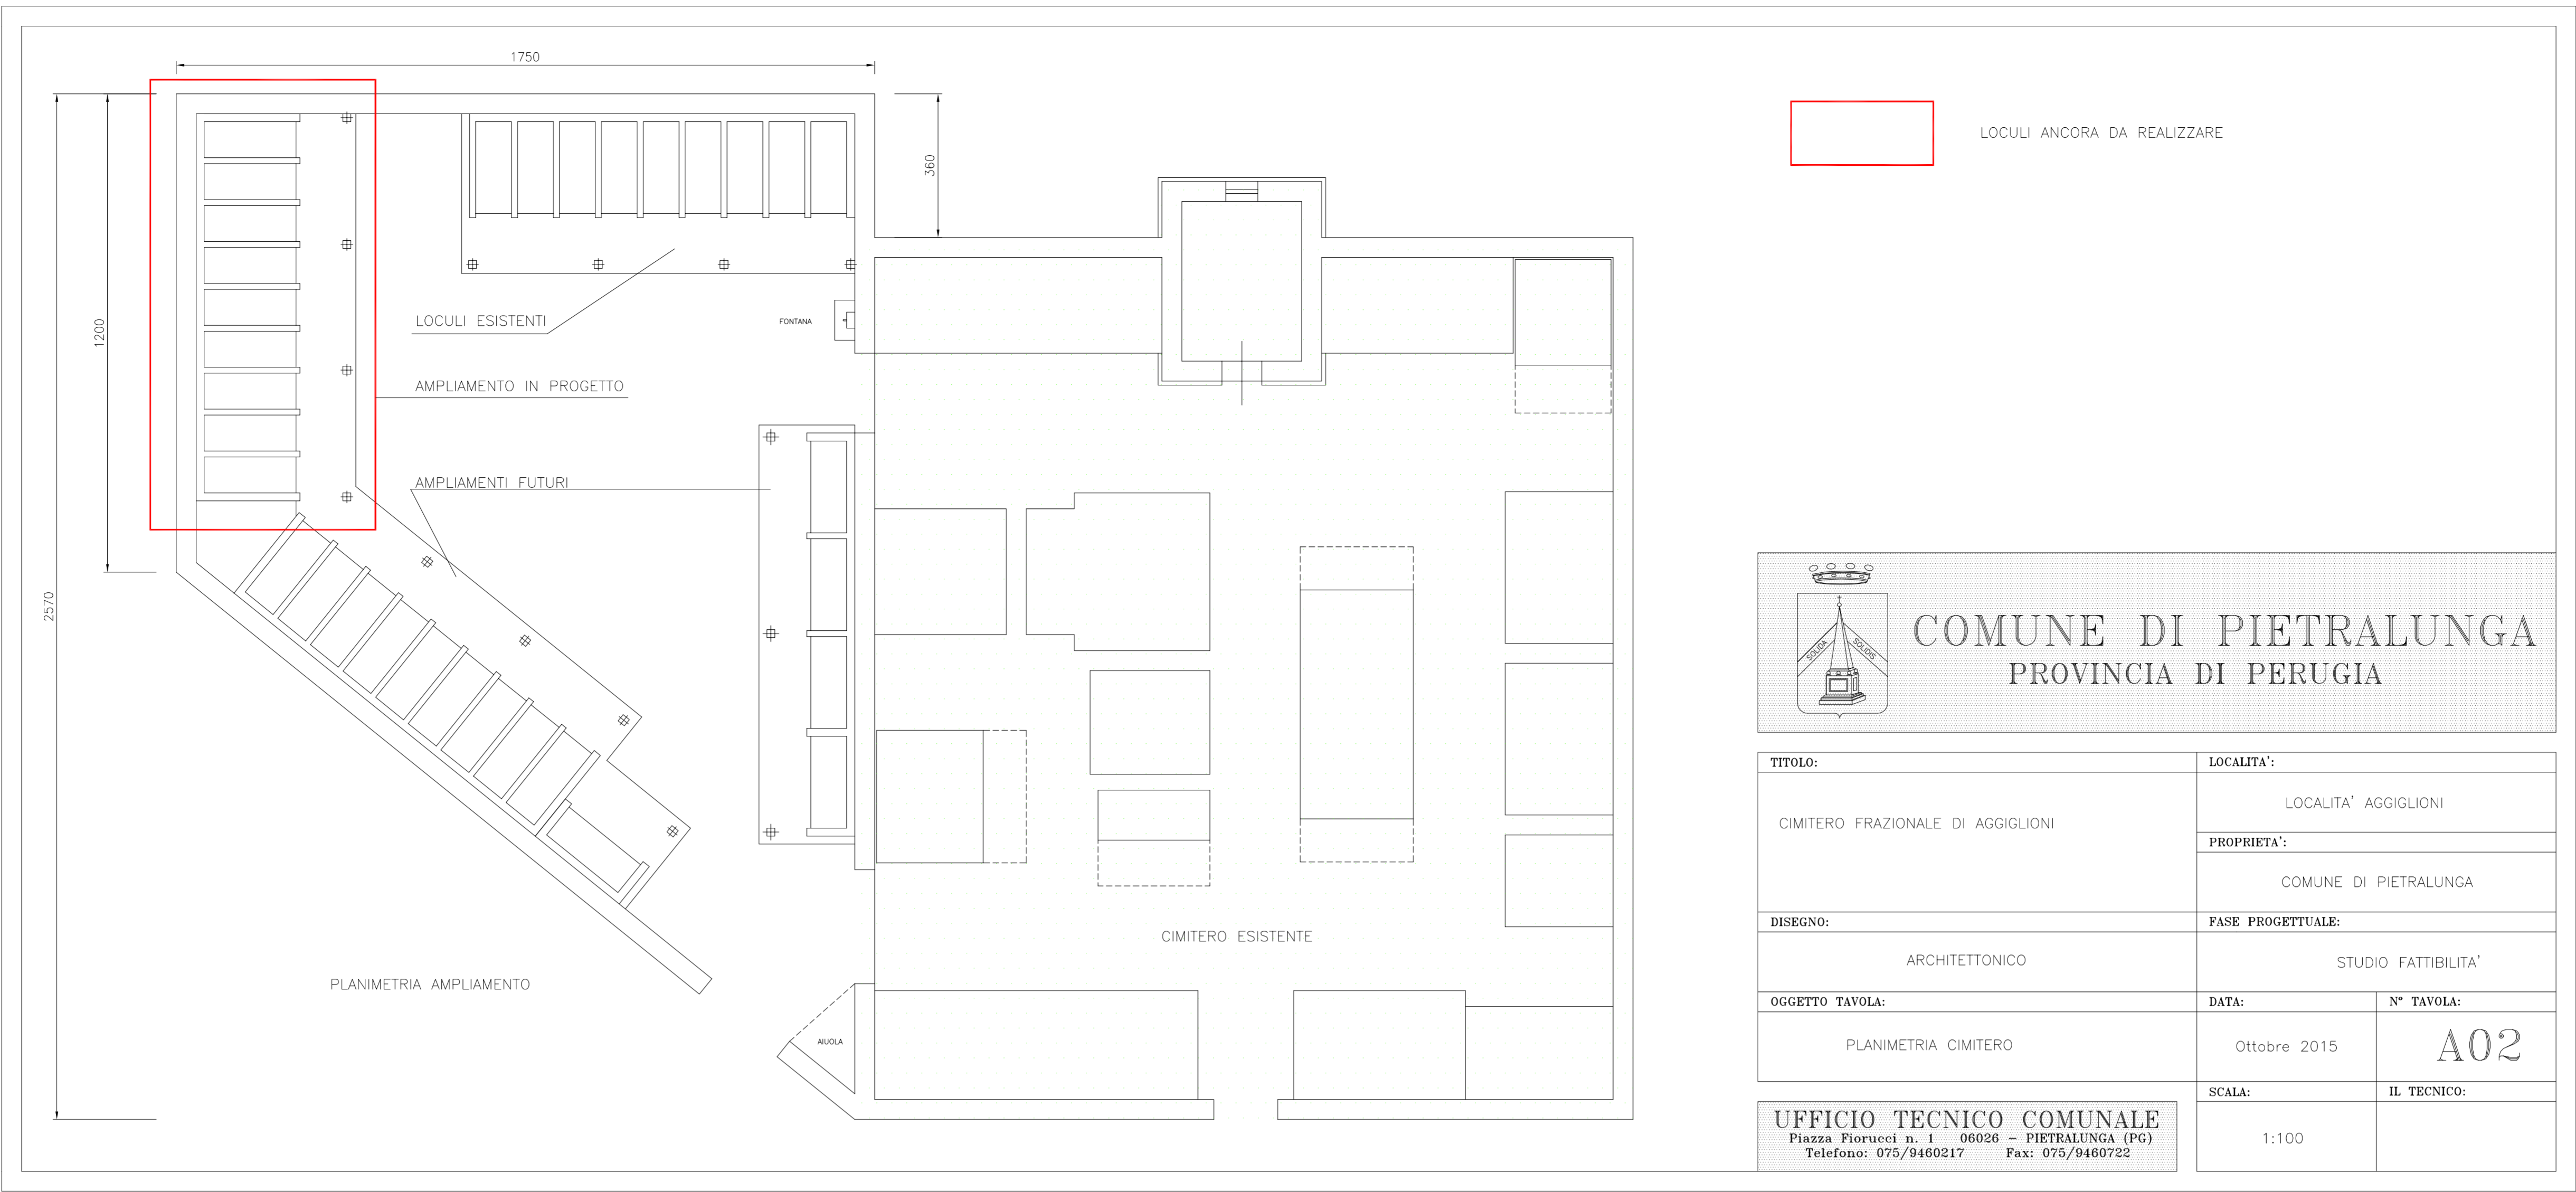 1750
LOCULI ANCORA DA REALIZZARE
360
1200
2570
LOCULI ESISTENTI
FONTANA
AMPLIAMENTO IN PROGETTO
AMPLIAMENTI FUTURI
CIMITERO ESISTENTE
PLANIMETRIA AMPLIAMENTO
AIUOLA
SOLIDA
SOLIDIS
COMUNE DI PIETRALUNGA
PROVINCIA DI PERUGIA
TITOLO:
CIMITERO FRAZIONALE DI AGGIGLIONI
LOCALITA':
LOCALITA' AGGIGLIONI
PROPRIETA':
COMUNE DI PIETRALUNGA
DISEGNO:
ARCHITETTONICO
FASE PROGETTUALE:
STUDIO FATTIBILITA'
OGGETTO TAVOLA:
PLANIMETRIA CIMITERO
DATA:
Ottobre 2015
N° TAVOLA:
A02
SCALA:
1:100
IL TECNICO:
UFFICIO TECNICO COMUNALE
Piazza Fiorucci n. 1 06026 - PIETRALUNGA (PG)
Telefono: 075/9460217 Fax: 075/9460722